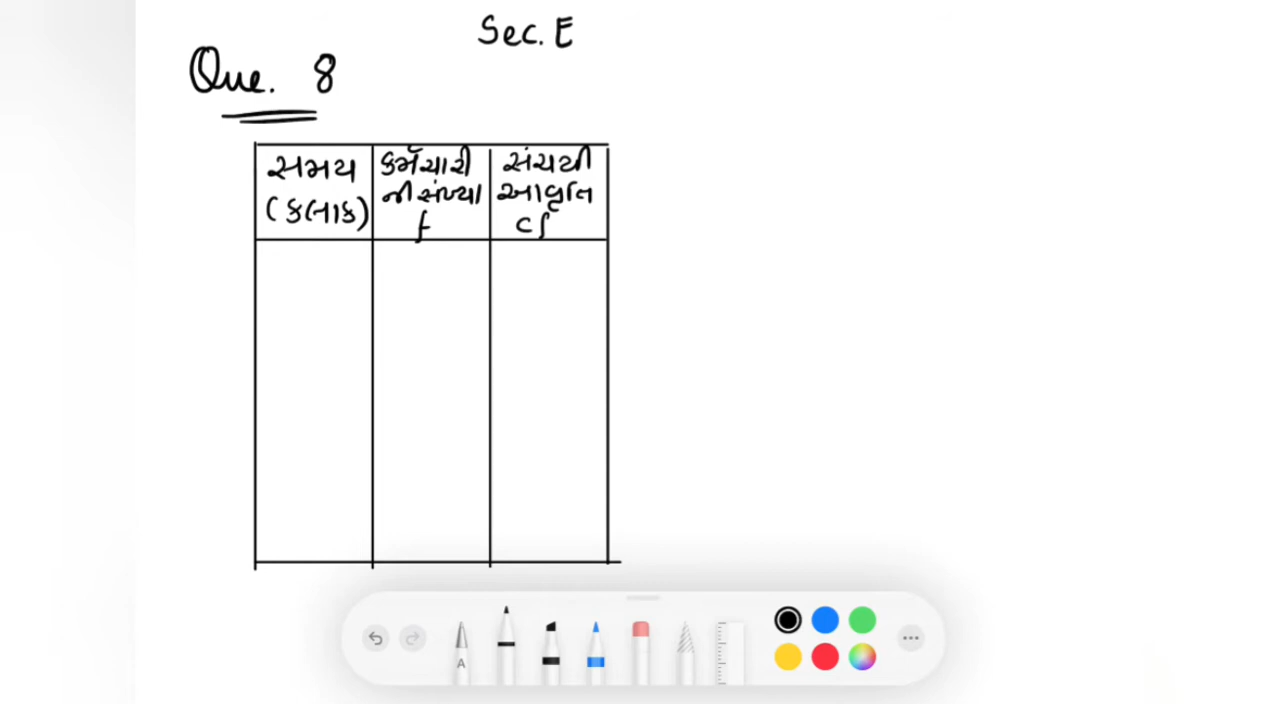 Sec. E
Que. 8
સમય
(કલાક)
કર્મચારી
ની સંખ્યા
f
સંચયી
આવૃતિ
cf
A